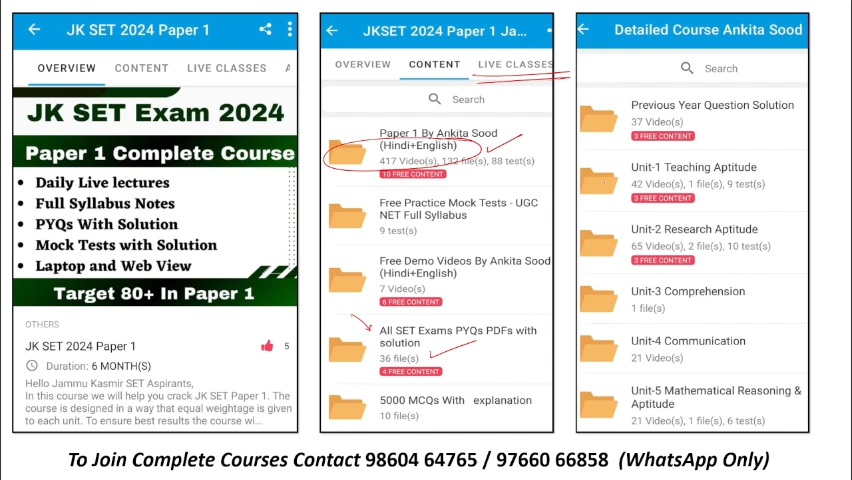 JK SET 2024 Paper 1
OVERVIEW CONTENT LIVE CLASSES
JK SET Exam 2024
Paper 1 Complete Course
• Daily Live lectures
• Full Syllabus Notes
• PYQs With Solution
• Mock Tests with Solution
• Laptop and Web View
Target 80+ In Paper 1
OTHERS
JK SET 2024 Paper 1 5
Duration: 6 MONTH(S)
Hello Jammu Kasmir SET Aspirants,
In this course we will help you crack JK SET Paper 1. The
course is designed in a way that equal weightage is given
to each unit. To ensure best results the course wi...
JKSET 2024 Paper 1 Ja...
OVERVIEW CONTENT LIVE CLASSES
Search
Paper 1 By Ankita Sood
(Hindi+English)
417 Video(s), 132 file(s), 88 test(s)
10 FREE CONTENT
Free Practice Mock Tests - UGC
NET Full Syllabus
9 test(s)
Free Demo Videos By Ankita Sood
(Hindi+English)
7 Video(s)
6 FREE CONTENT
All SET Exams PYQs PDFs with
solution
36 file(s)
4 FREE CONTENT
5000 MCQs With explanation
10 file(s)
Detailed Course Ankita Sood
Search
Previous Year Question Solution
37 Video(s)
3 FREE CONTENT
Unit-1 Teaching Aptitude
42 Video(s), 1 file(s), 9 test(s)
3 FREE CONTENT
Unit-2 Research Aptitude
65 Video(s), 2 file(s), 10 test(s)
3 FREE CONTENT
Unit-3 Comprehension
1 file(s)
Unit-4 Communication
21 Video(s)
Unit-5 Mathematical Reasoning &
Aptitude
21 Video(s), 1 file(s), 6 test(s)
To Join Complete Courses Contact 98604 64765 / 97660 66858 (WhatsApp Only)